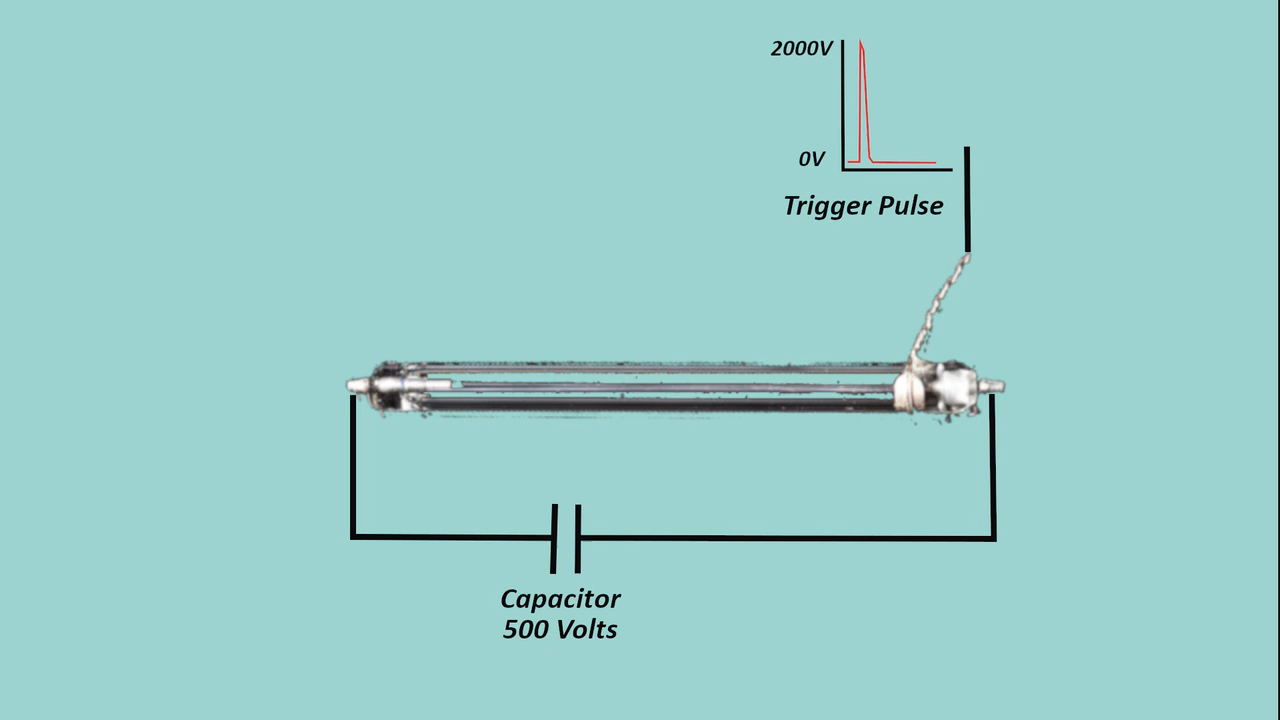 2000V
0V
Trigger Pulse
Capacitor
500 Volts